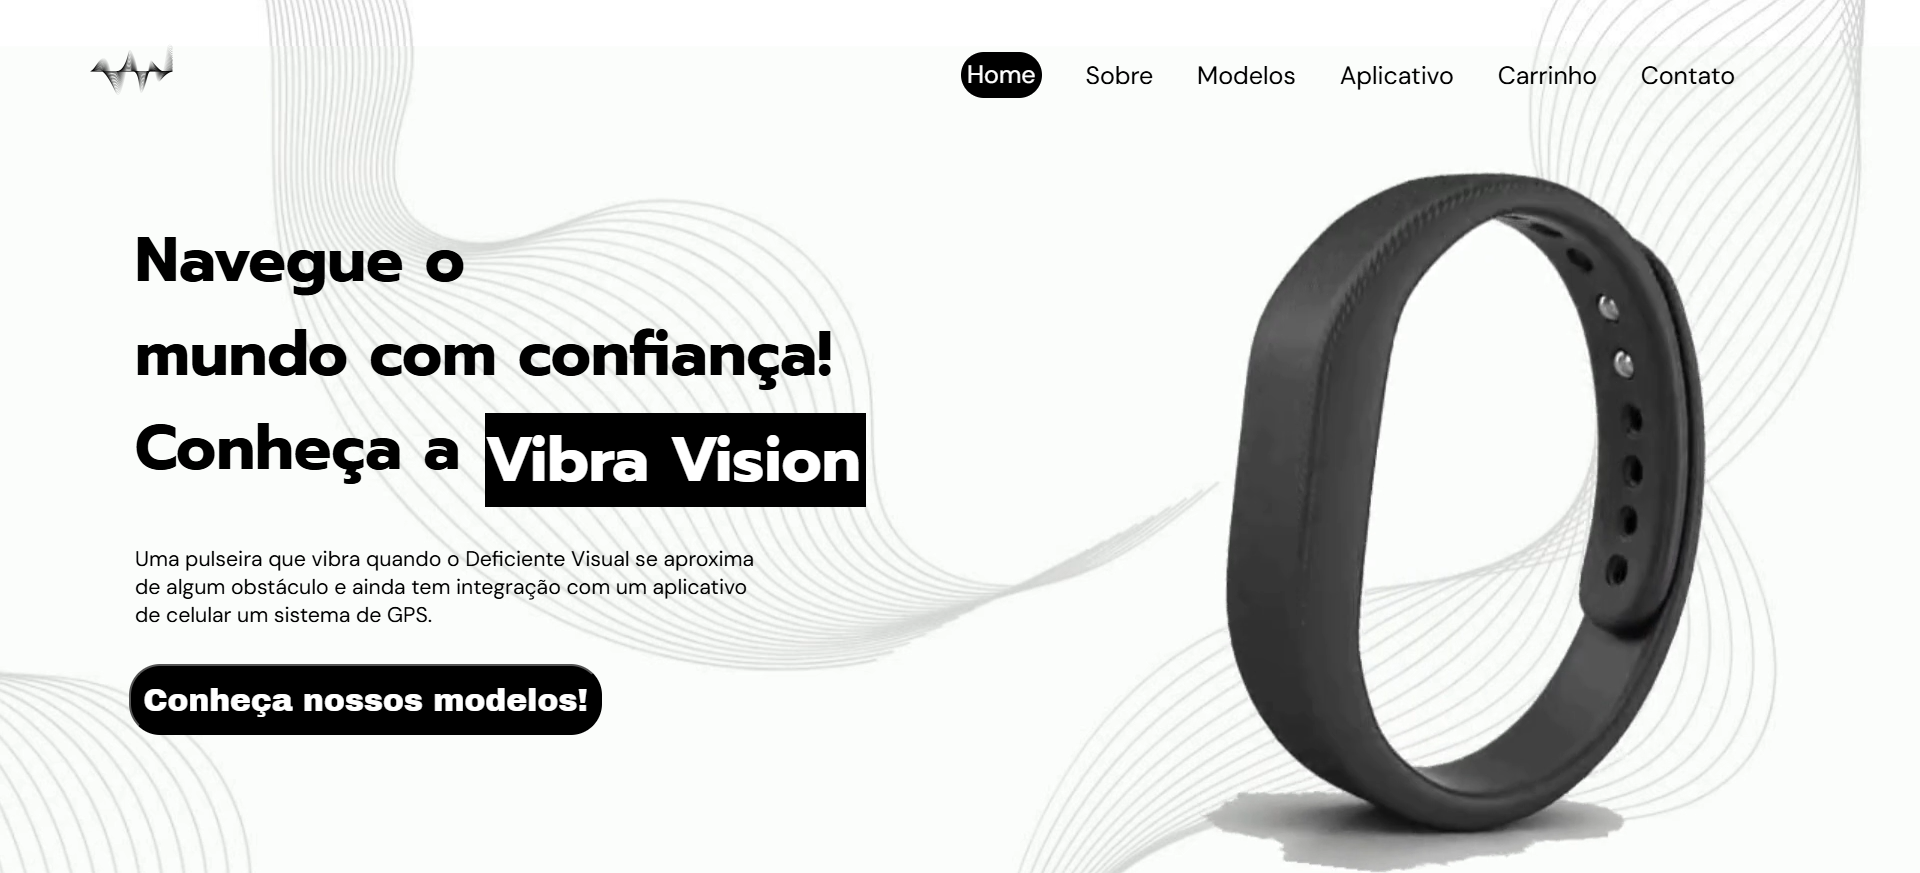 Home Sobre Modelos Aplicativo Carrinho Contato
Navegue o
mundo com confiança!
Conheça a Vibra Vision
Uma pulseira que vibra quando o Deficiente Visual se aproxima
de algum obstáculo e ainda tem integração com um aplicativo
de celular um sistema de GPS.
Conheça nossos modelos!